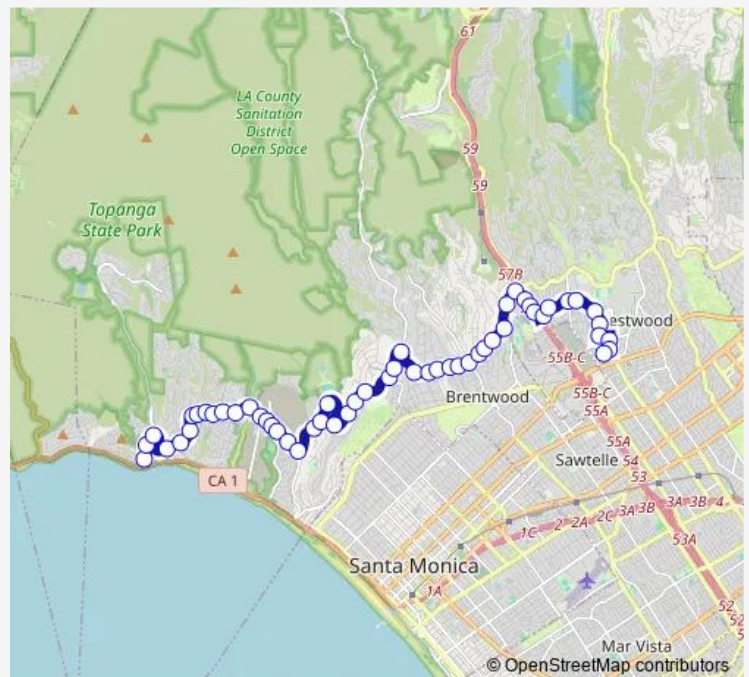 61
LA County
Sanitation
District
Open Space
59
59
Topanga
State Park
57B
estwood
55B-C
Brentwood
55B-C
55A
55A
Sawtelle
54
53
CA 1
3A
3B
4
3A
3B
2C
2A
2
1C
53A
Santa Monica
1A
52
52
Mar Vista
© OpenStreetMap contributors